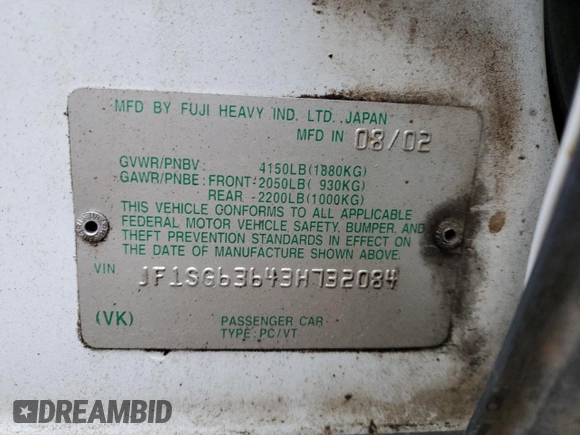 MFD BY FUJI HEAVY IND. LTD. JAPAN
MFD IN 08/02
GVWR/PNBV: 4150LB(1880KG)
GAWR/PNBE: FRONT-2050LB( 930KG)
REAR -2200LB(1000KG)
THIS VEHICLE CONFORMS TO ALL APPLICABLE
FEDERAL MOTOR VEHICLE SAFETY, BUMPER, AND
THEFT PREVENTION STANDARDS IN EFFECT ON
THE DATE OF MANUFACTURE SHOWN ABOVE.
VIN JF1SG63643H732084
(VK) PASSENGER CAR
TYPE:PC/VT
DREAMBID